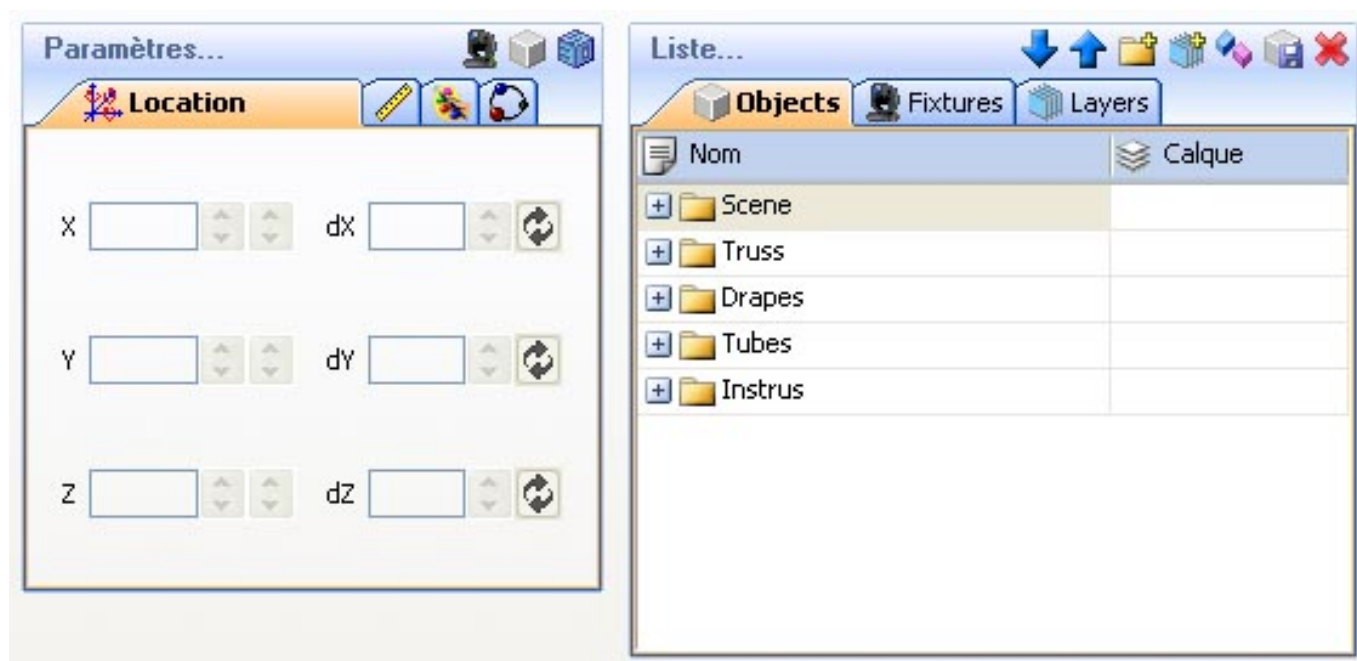 Paramètres...
Location
X dX
Y dY
Z dZ
Liste...
Objects Fixtures Layers
Nom Calque
Scene
Truss
Drapes
Tubes
Instrus